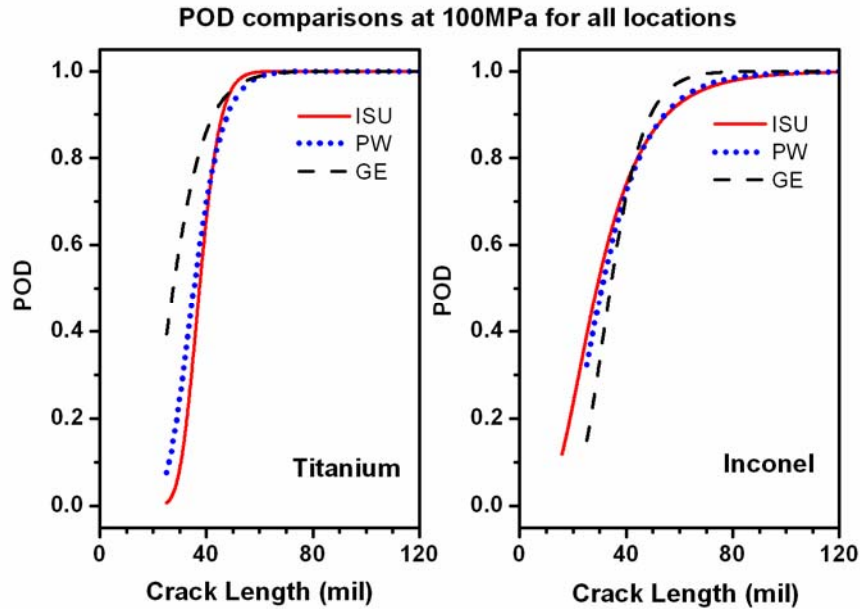 POD comparisons at 100MPa for all locations
1.0
0.8
0.6
0.4
0.2
0.0
POD
ISU
PW
GE
Titanium
0 40 80 120
Crack Length (mil)
1.0
0.8
0.6
0.4
0.2
0.0
POD
ISU
PW
GE
Inconel
0 40 80 120
Crack Length (mil)